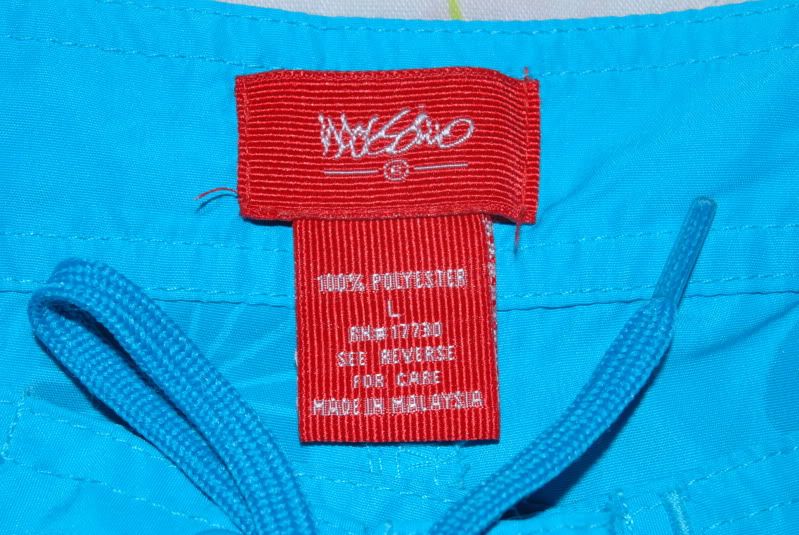 Mossimo
100% POLYESTER
L
RN#17730
SEE REVERSE
FOR CARE
MADE IN MALAYSIA